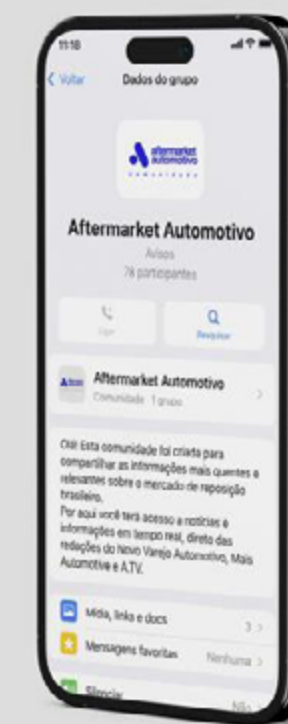 11:18
Voltar
Dados do grupo
aftermarket
automotivo
COMUNIDADE
Aftermarket Automotivo
Avisos
78 participantes
Ligar
Pesquisar
Aftermarket Automotivo
Comunidade · 1 grupo
Olá! Esta comunidade foi criada para
compartilhar as informações mais quentes e
relevantes sobre o mercado de reposição
brasileiro.
Por aqui você terá acesso a notícias e
informações em tempo real, direto das
redações do Novo Varejo Automotivo, Mais
Automotive e A.TV.
Mídia, links e docs
3
Mensagens favoritas
Nenhuma
Silenciar
Não